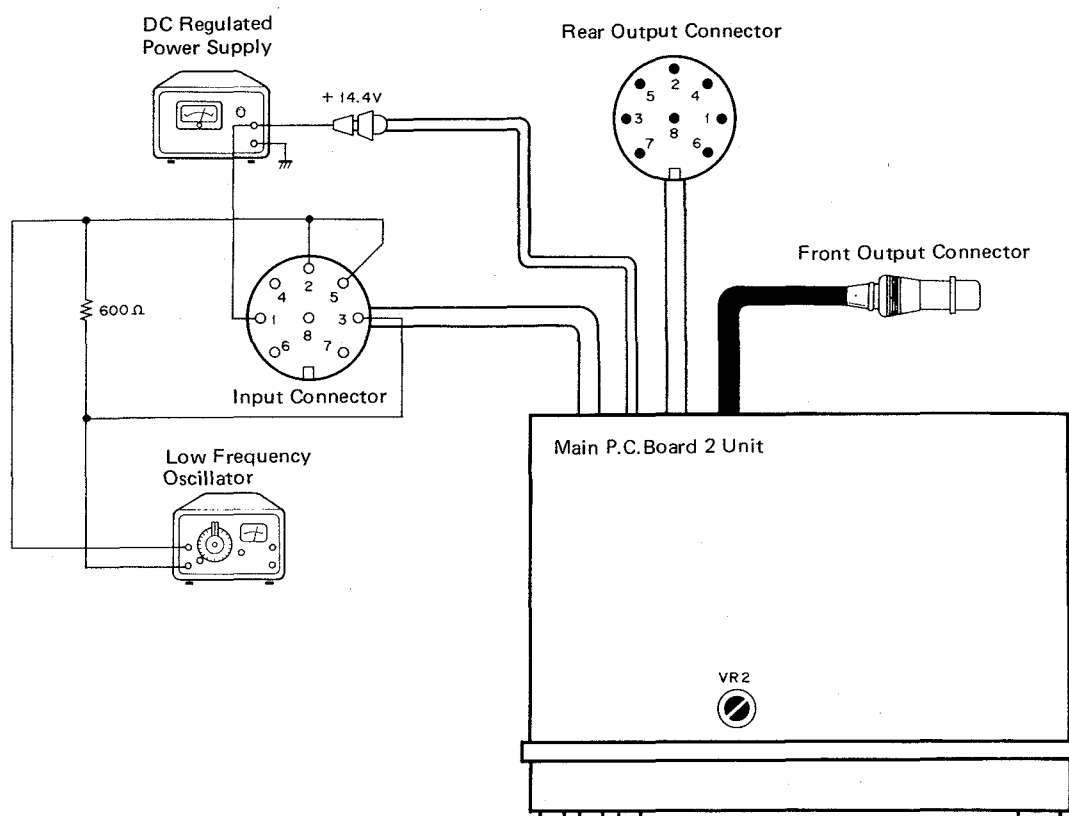 DC Regulated
Power Supply
+ 14.4V
Rear Output Connector
2
5
4
3
8
1
7
6
Front Output Connector
600Ω
2
4
5
1
8
3
6
7
Input Connector
Low Frequency
Oscillator
Main P.C.Board 2 Unit
VR2